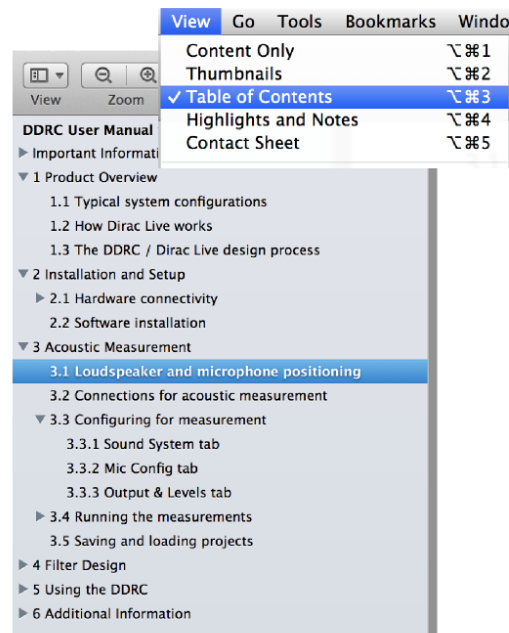 View Go Tools Bookmarks Windo
Content Only ⌥⌘1
Thumbnails ⌥⌘2
✓ Table of Contents ⌥⌘3
Highlights and Notes ⌥⌘4
Contact Sheet ⌥⌘5
View Zoom
DDRC User Manual
Important Informati
1 Product Overview
1.1 Typical system configurations
1.2 How Dirac Live works
1.3 The DDRC / Dirac Live design process
2 Installation and Setup
2.1 Hardware connectivity
2.2 Software installation
3 Acoustic Measurement
3.1 Loudspeaker and microphone positioning
3.2 Connections for acoustic measurement
3.3 Configuring for measurement
3.3.1 Sound System tab
3.3.2 Mic Config tab
3.3.3 Output & Levels tab
3.4 Running the measurements
3.5 Saving and loading projects
4 Filter Design
5 Using the DDRC
6 Additional Information